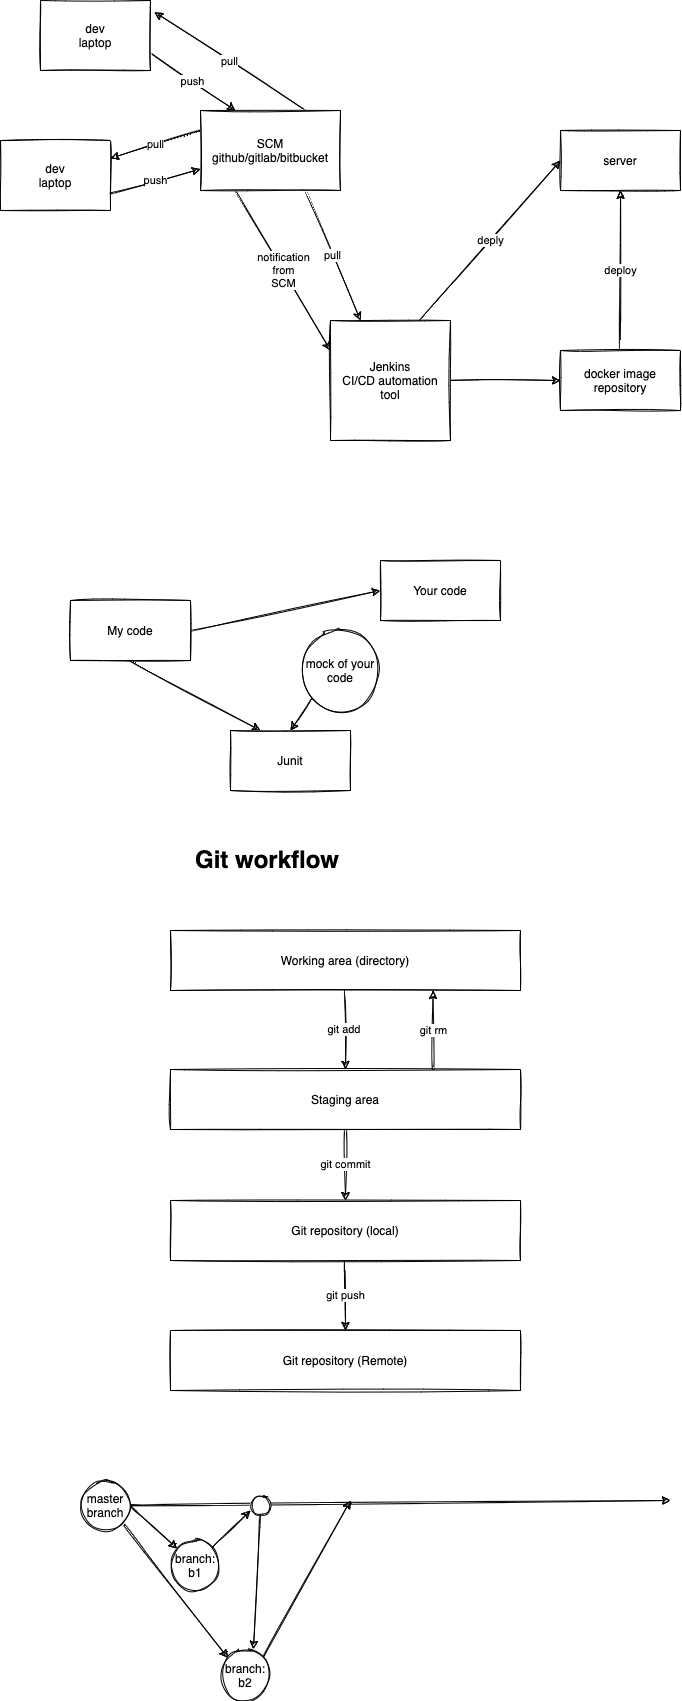 dev
laptop
pull
push
SCM
github/gitlab/bitbucket
dev
laptop
pull
push
server
notification
from
SCM
pull
deply
deploy
Jenkins
CI/CD automation
tool
docker image
repository
Your code
My code
mock of your
code
Junit
Git workflow
Working area (directory)
git add
git rm
Staging area
git commit
Git repository (local)
git push
Git repository (Remote)
master
branch
branch:
b1
branch:
b2